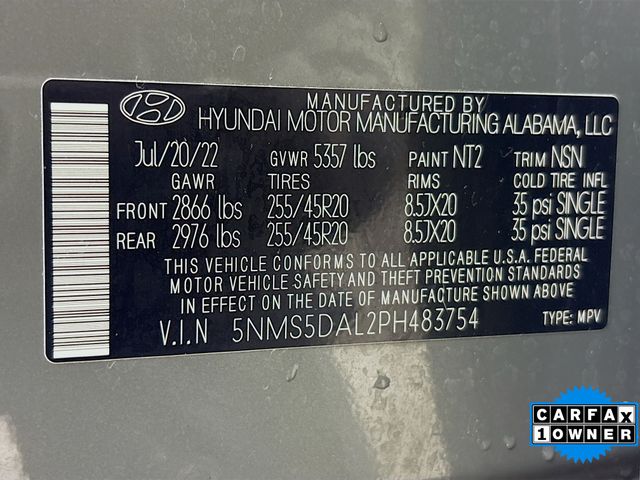 MANUFACTURED BY
HYUNDAI MOTOR MANUFACTURING ALABAMA, LLC
Jul/20/22 GVWR 5357 lbs PAINT NT2 TRIM NSN
GAWR TIRES RIMS COLD TIRE INFL
FRONT 2866 lbs 255/45R20 8.5JX20 35 psi SINGLE
REAR 2976 lbs 255/45R20 8.5JX20 35 psi SINGLE
THIS VEHICLE CONFORMS TO ALL APPLICABLE U.S.A. FEDERAL
MOTOR VEHICLE SAFETY AND THEFT PREVENTION STANDARDS
IN EFFECT ON THE DATE OF MANUFACTURE SHOWN ABOVE
V.I.N 5NMS5DAL2PH483754 TYPE: MPV
CARFAX
1 OWNER